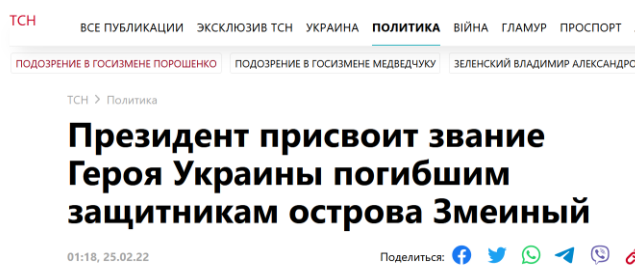 ТСН ВСЕ ПУБЛИКАЦИИ ЭКСКЛЮЗИВ ТСН УКРАИНА ПОЛИТИКА ВІЙНА ГЛАМУР ПРОСПОРТ
ПОДОЗРЕНИЕ В ГОСИЗМЕНЕ ПОРОШЕНКО ПОДОЗРЕНИЕ В ГОСИЗМЕНЕ МЕДВЕДЧУКУ ЗЕЛЕНСКИЙ ВЛАДИМИР АЛЕКСАНДРО
ТСН > Политика
Президент присвоит звание
Героя Украины погибшим
защитникам острова Змеиный
01:18, 25.02.22 Поделиться: